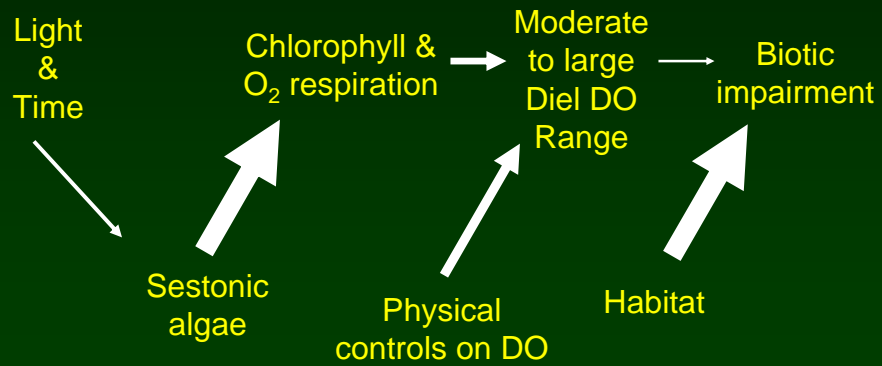 Light
&
Time
Chlorophyll &
O₂ respiration
Moderate
to large
Diel DO
Range
Biotic
impairment
Sestonic
algae
Physical
controls on DO
Habitat